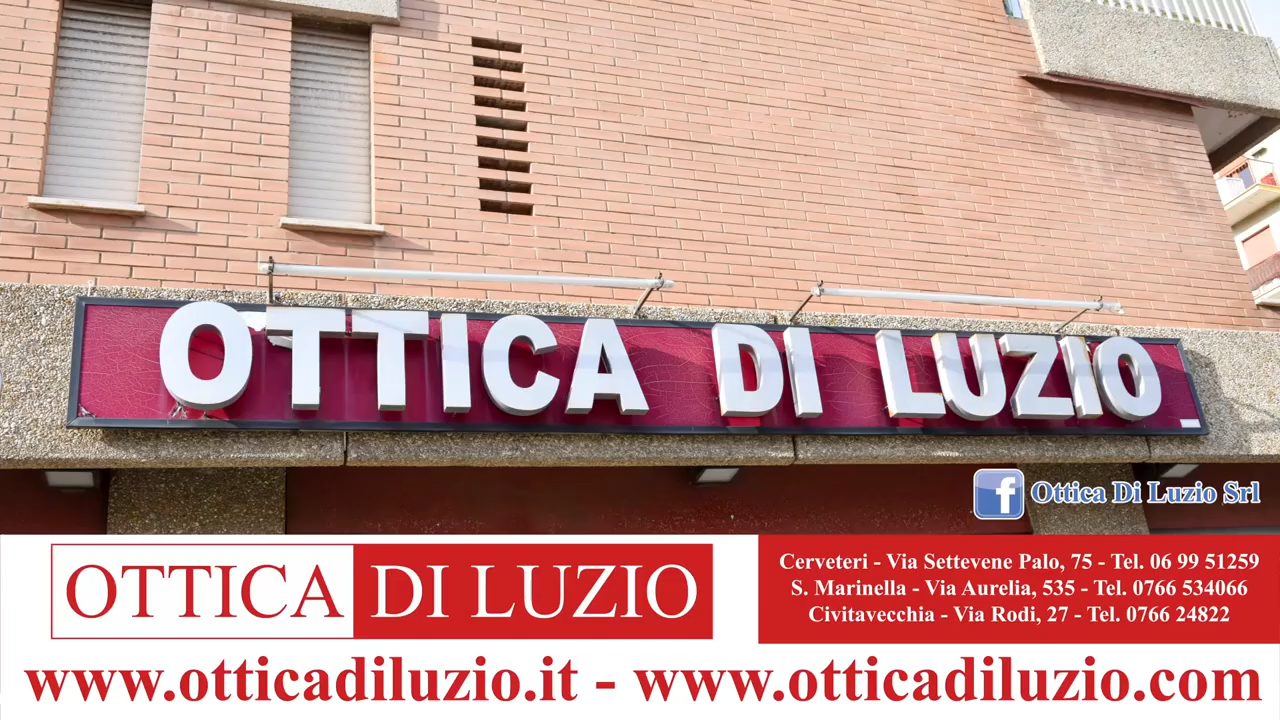 OTTICA DI LUZIO
f Ottica Di Luzio Srl
OTTICA DI LUZIO
Cerveteri - Via Settevene Palo, 75 - Tel. 06 99 51259
S. Marinella - Via Aurelia, 535 - Tel. 0766 534066
Civitavecchia - Via Rodi, 27 - Tel. 0766 24822
www.otticadiluzio.it - www.otticadiluzio.com